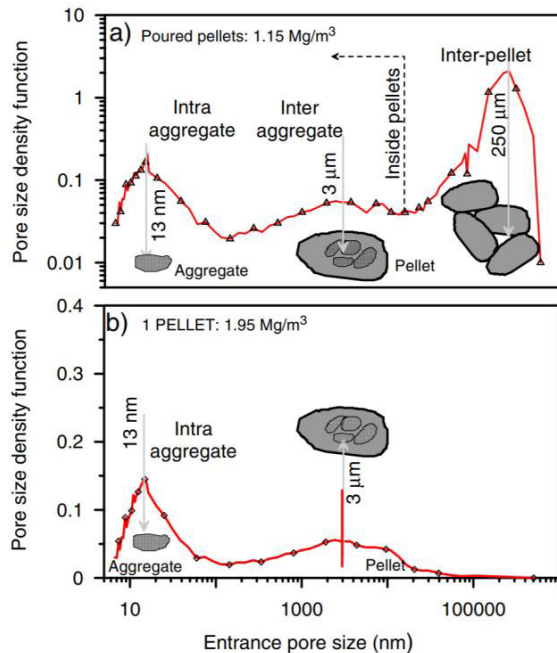 a) Poured pellets: 1.15 Mg/m³
Inter-pellet
Intra
aggregate
Inter
aggregate
Inside pellets
13 nm
3 μm
250 μm
Aggregate
Pellet
Pore size density function
10
1
0.1
0.01
b) 1 PELLET: 1.95 Mg/m³
13 nm
Intra
aggregate
3 μm
Aggregate
Pellet
Pore size density function
0.4
0.3
0.2
0.1
0
10
1000
100000
Entrance pore size (nm)